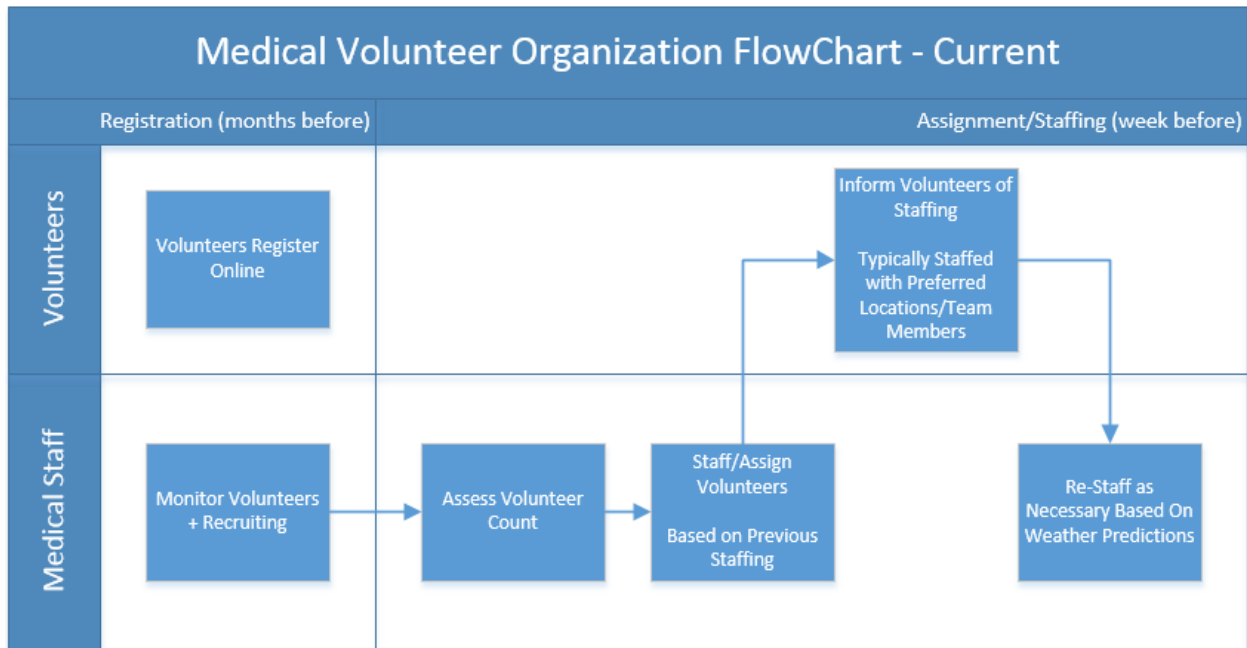 Medical Volunteer Organization FlowChart - Current
Registration (months before)
Assignment/Staffing (week before)
Volunteers
Volunteers Register
Online
Inform Volunteers of
Staffing
Typically Staffed
with Preferred
Locations/Team
Members
Medical Staff
Monitor Volunteers
+ Recruiting
Assess Volunteer
Count
Staff/Assign
Volunteers
Based on Previous
Staffing
Re-Staff as
Necessary Based On
Weather Predictions